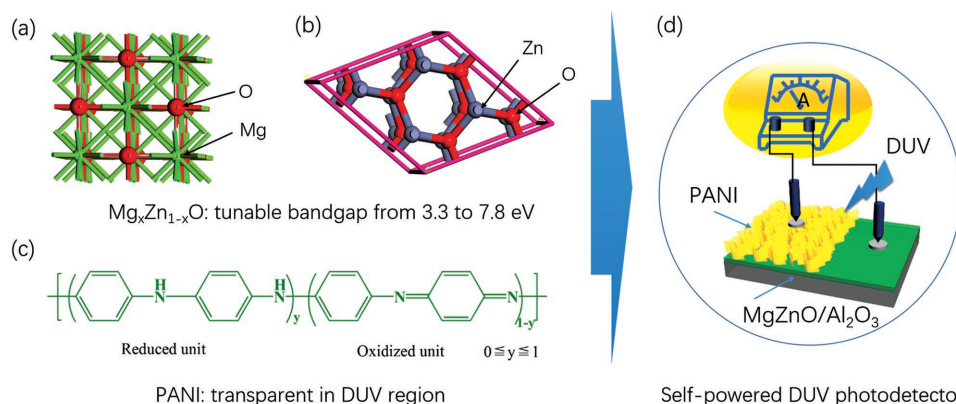 (a)
O
Mg
(b)
Zn
O
MgₓZn₁₋ₓO: tunable bandgap from 3.3 to 7.8 eV
(c)
H
N
H
N
y
N
N
1-y
Reduced unit
Oxidized unit
0≦y≦1
PANI: transparent in DUV region
(d)
A
DUV
PANI
MgZnO/Al₂O₃
Self-powered DUV photodetecto